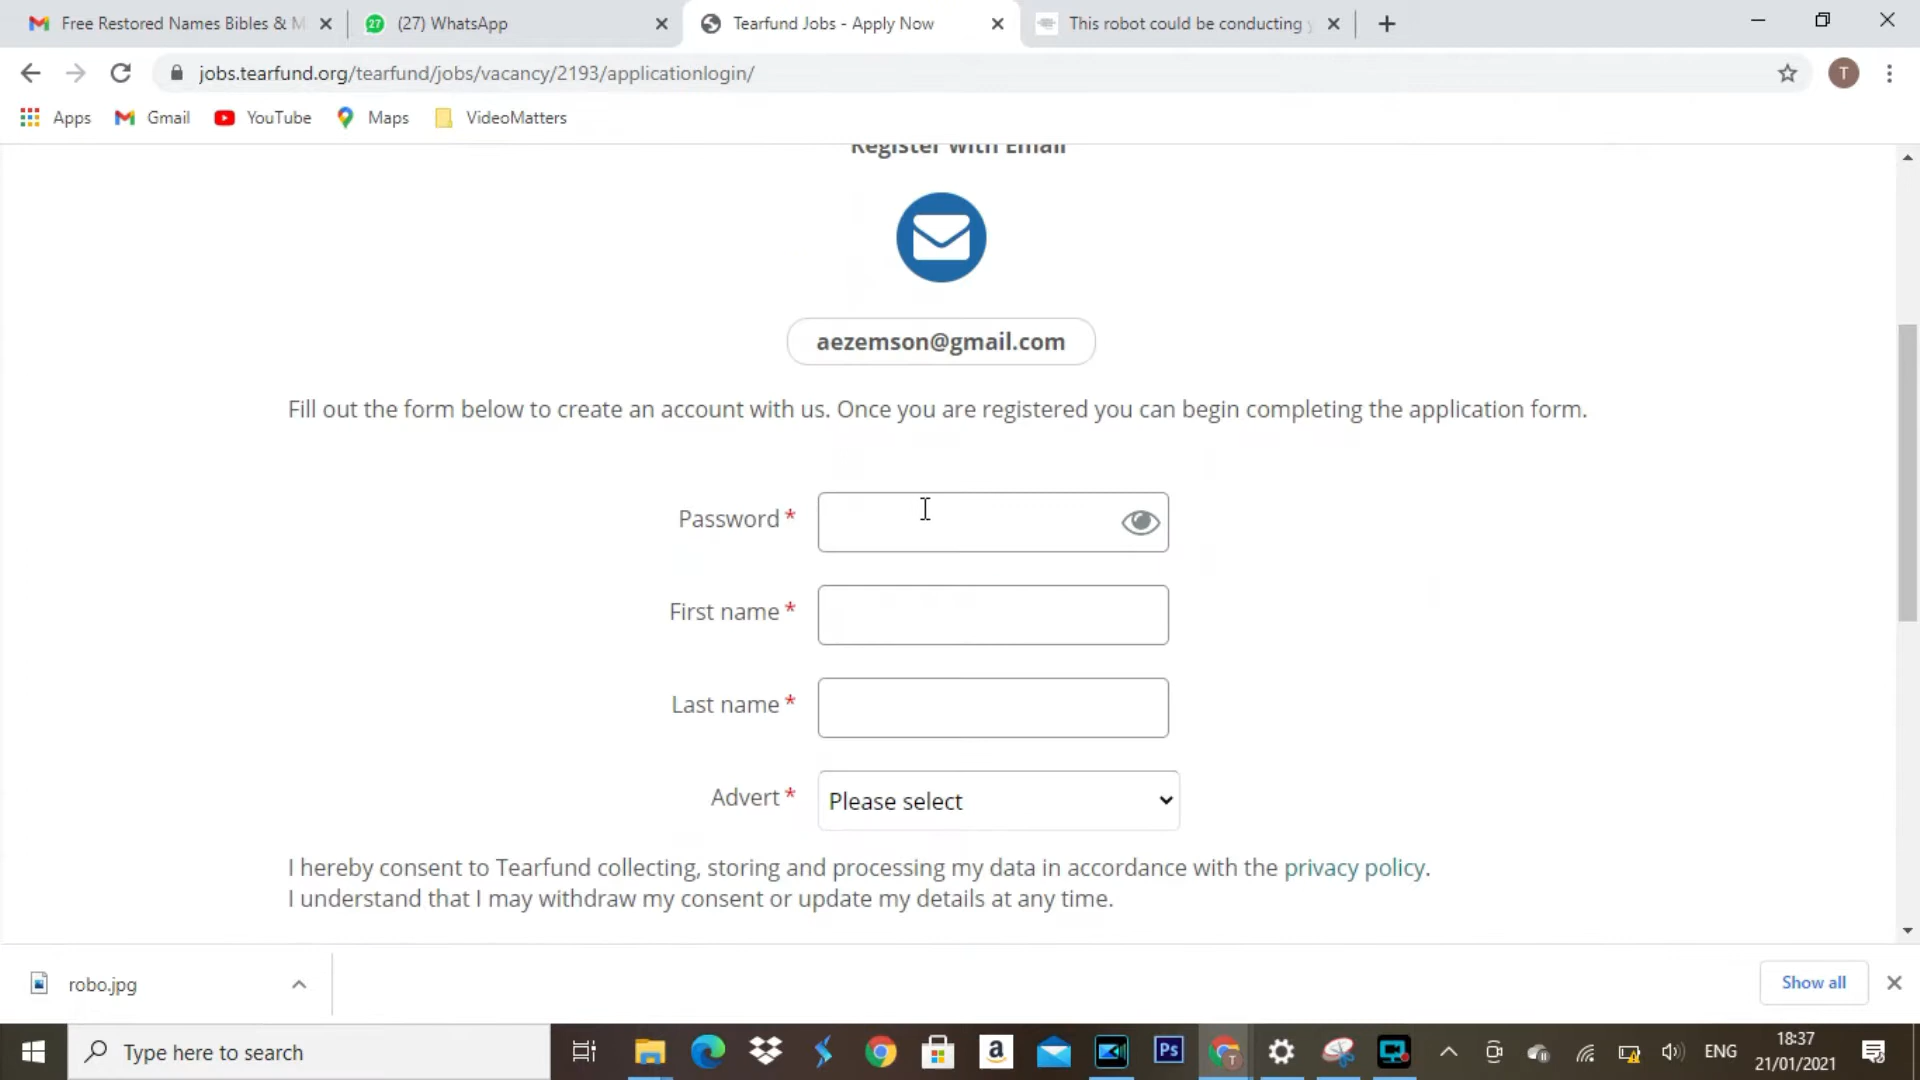 Free Restored Names Bibles & M
(27) WhatsApp
Tearfund Jobs - Apply Now
This robot could be conducting
27
jobs.tearfund.org/tearfund/jobs/vacancy/2193/applicationlogin/
T
Apps
Gmail
YouTube
Maps
VideoMatters
Register with Email
aezemson@gmail.com
Fill out the form below to create an account with us. Once you are registered you can begin completing the application form.
Password *
First name *
Last name *
Advert *
Please select
I hereby consent to Tearfund collecting, storing and processing my data in accordance with the privacy policy.
I understand that I may withdraw my consent or update my details at any time.
robo.jpg
Show all
Type here to search
a
Ps
T
ENG
18:37
21/01/2021